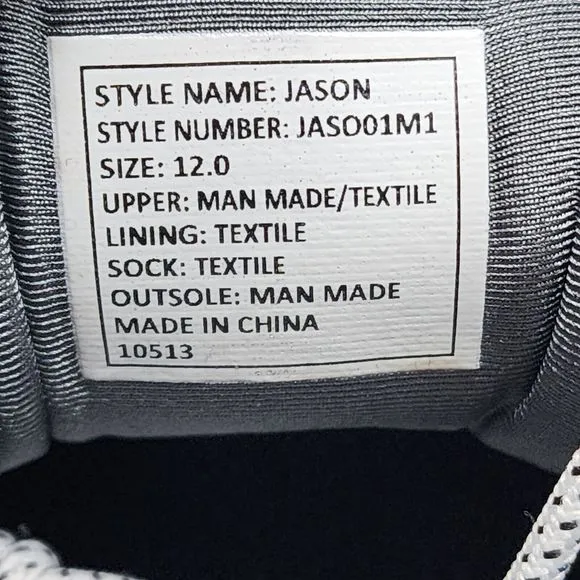 STYLE NAME: JASON
STYLE NUMBER: JASO01M1
SIZE: 12.0
UPPER: MAN MADE/TEXTILE
LINING: TEXTILE
SOCK: TEXTILE
OUTSOLE: MAN MADE
MADE IN CHINA
10513